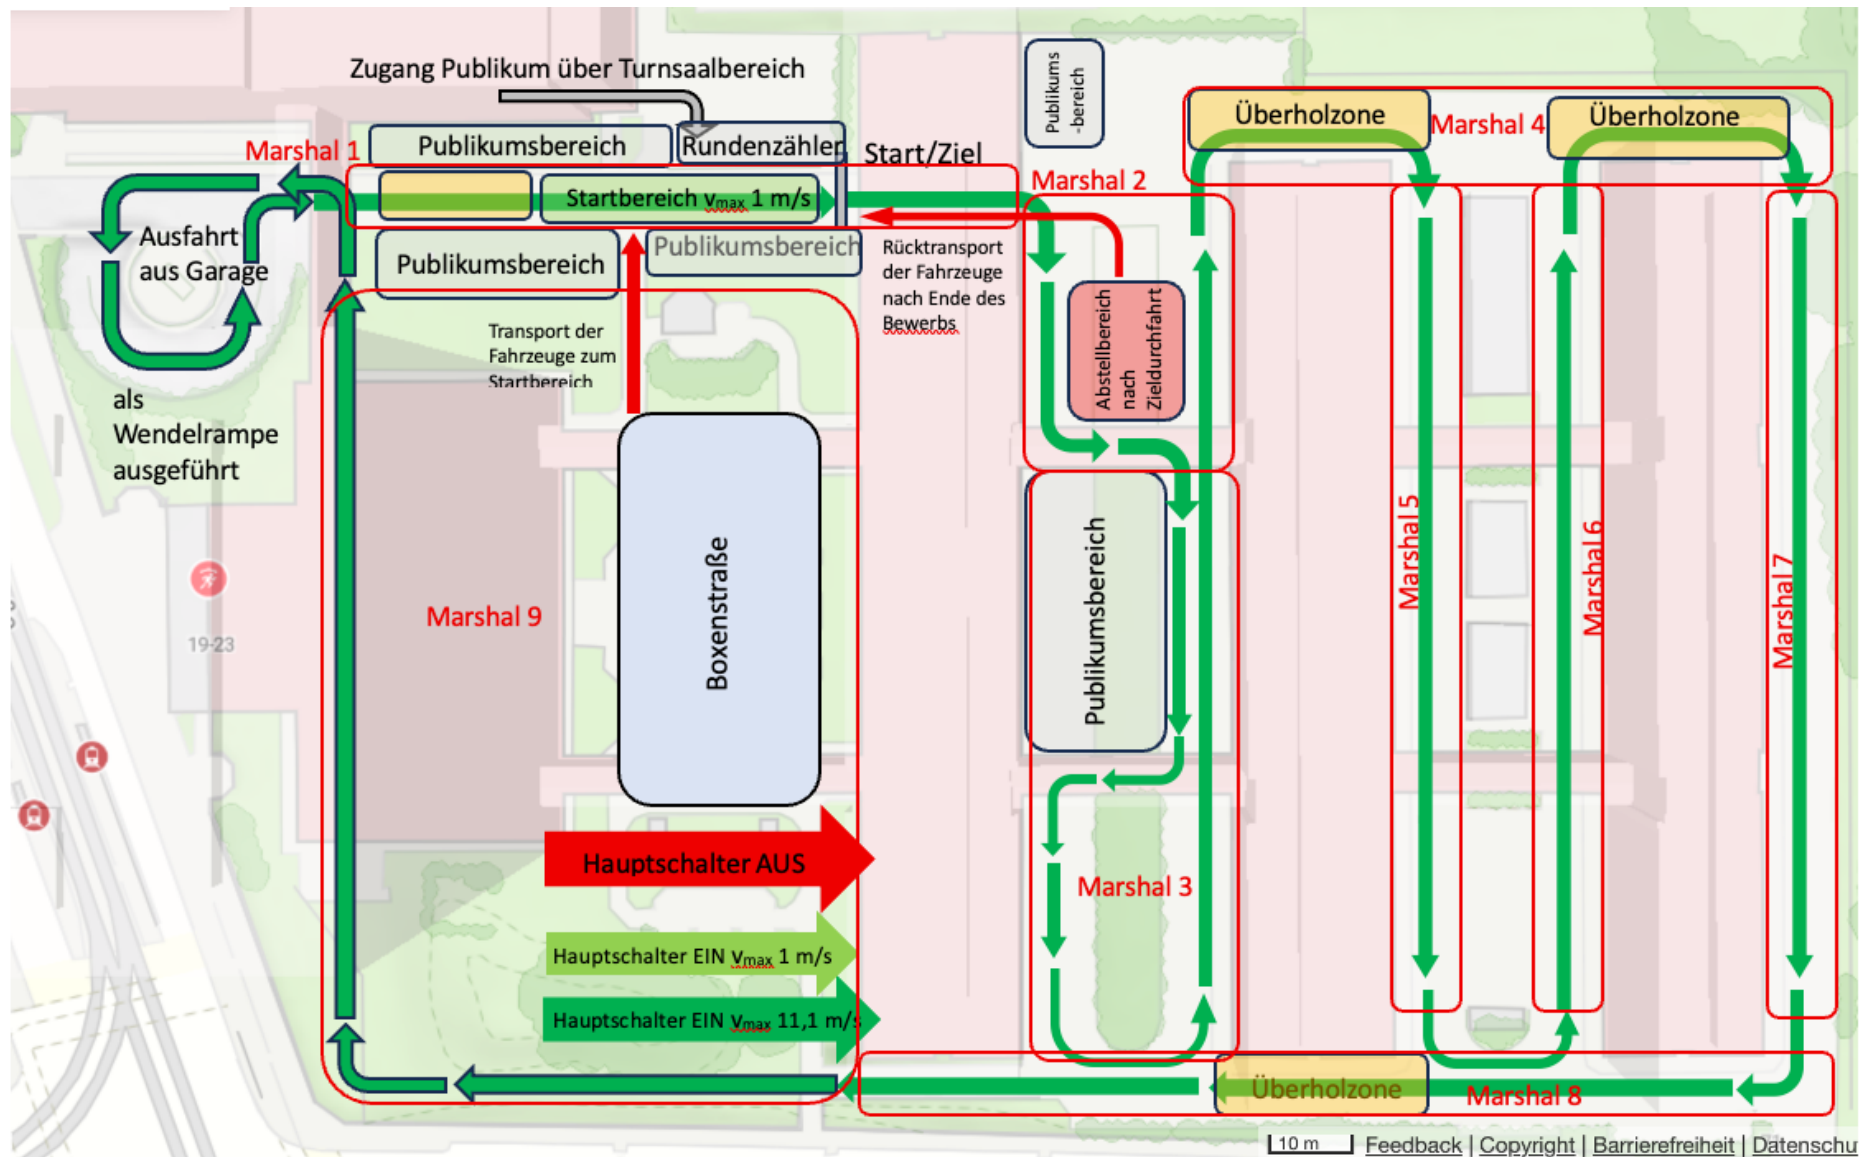 Zugang Publikum über Turnsaalbereich
Publikums
-bereich
Überholzone
Überholzone
Marshal 4
Marshal 1
Publikumsbereich
Rundenzähler
Start/Ziel
Marshal 2
Startbereich vmax 1 m/s
Ausfahrt
aus Garage
Publikumsbereich
Publikumsbereich
Rücktransport
der Fahrzeuge
nach Ende des
Bewerbs
Transport der
Fahrzeuge zum
Startbereich
Abstellbereich
nach
Zieldurchfahrt
als
Wendelrampe
ausgeführt
Marshal 9
Boxenstraße
Publikumsbereich
Marshal 5
Marshal 6
Marshal 7
19-23
Hauptschalter AUS
Marshal 3
Hauptschalter EIN vmax 1 m/s
Hauptschalter EIN vmax 11,1 m/s
Überholzone
Marshal 8
10 m
Feedback | Copyright | Barrierefreiheit | Datenschu